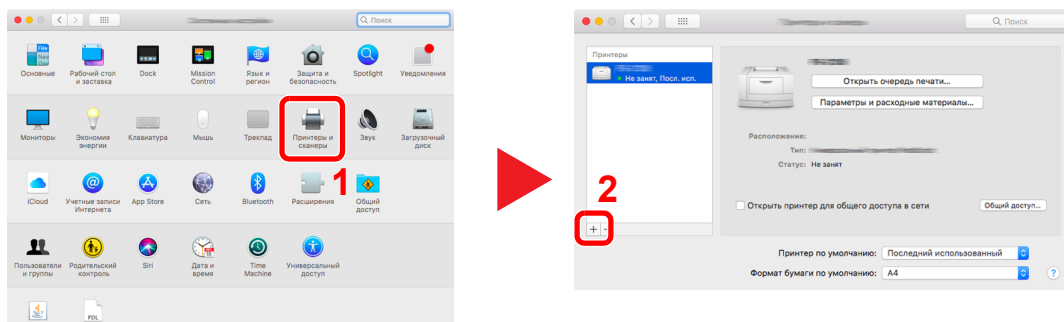 Поиск
File
New
Основные
Рабочий стол
и заставка
Dock
Mission
Control
Язык и
регион
Защита и
безопасность
Spotlight
Уведомления
Мониторы
Экономия
энергии
Клавиатура
Мышь
Трекпад
Принтеры и
сканеры
Звук
Загрузочный
диск
1
iCloud
Учетные записи
Интернета
App Store
Сеть
Bluetooth
Расширения
Общий
доступ
Пользователи
и группы
Родительский
контроль
Siri
Дата и
время
Time
Machine
Универсальный
доступ
PDL
Поиск
Принтеры
Не занят, Посл. исп.
Открыть очередь печати...
Параметры и расходные материалы...
Расположение:
Тип:
Статус: Не занят
2
Открыть принтер для общего доступа в сети
Общий доступ...
+ -
Принтер по умолчанию: Последний использованный
Формат бумаги по умолчанию: A4
?